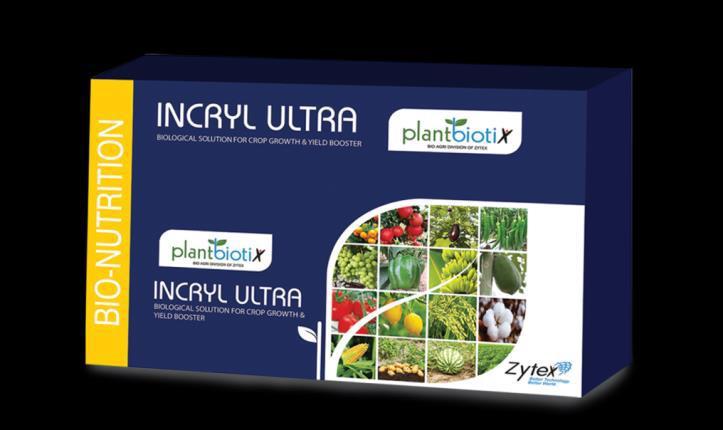 BIO-NUTRITION
INCRYL ULTRA
BIOLOGICAL SOLUTION FOR CROP GROWTH & YIELD BOOSTER
plantbiotix
BIO AGRI DIVISION OF ZYTEX
plantbiotix
BIO AGRI DIVISION OF ZYTEX
INCRYL ULTRA
BIOLOGICAL SOLUTION FOR CROP GROWTH &
YIELD BOOSTER
Zytex
Better Technology,
Better World